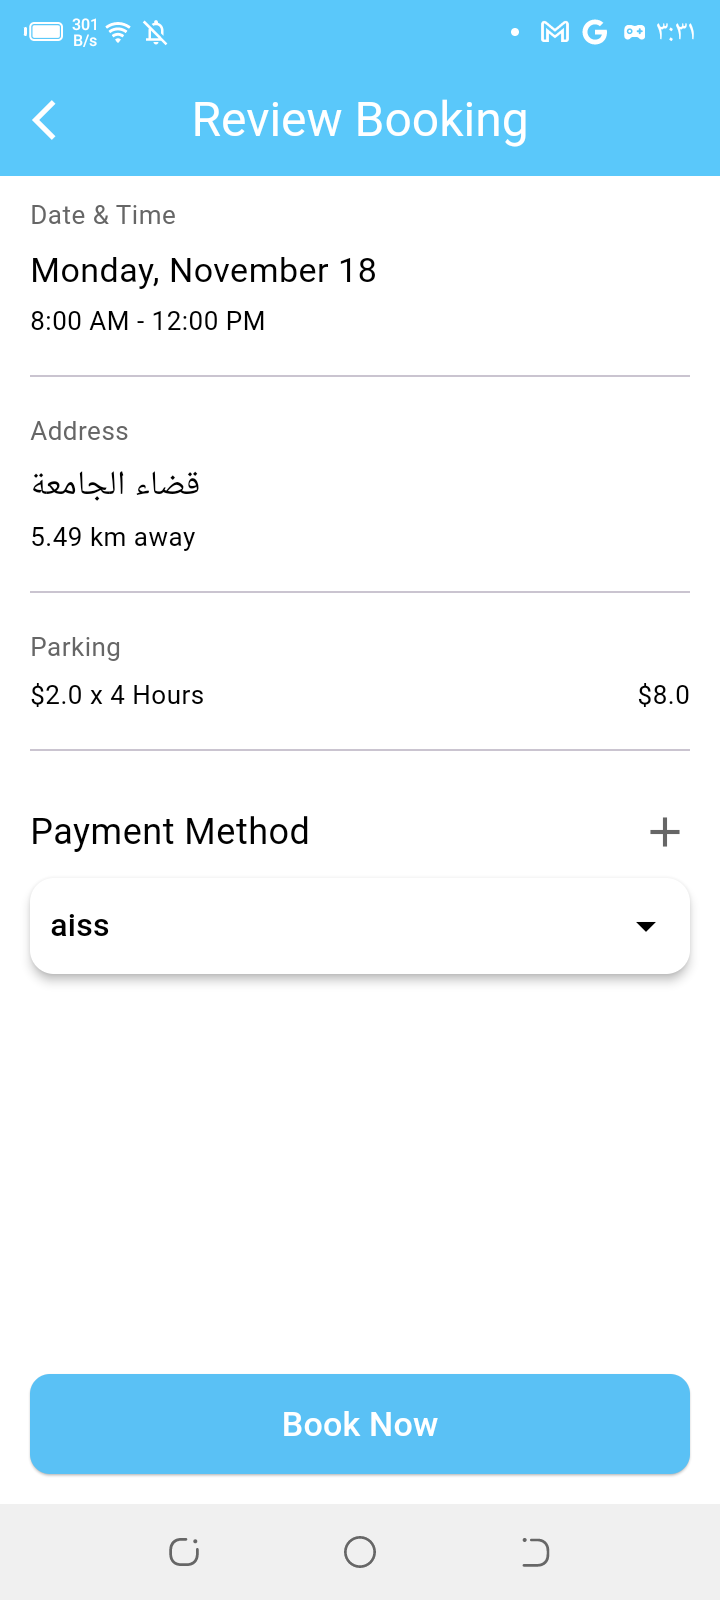 301
B/s
٣:٣١
Review Booking
Date & Time
Monday, November 18
8:00 AM - 12:00 PM
Address
قضاء الجامعة
5.49 km away
Parking
$2.0 x 4 Hours $8.0
Payment Method
aiss
Book Now